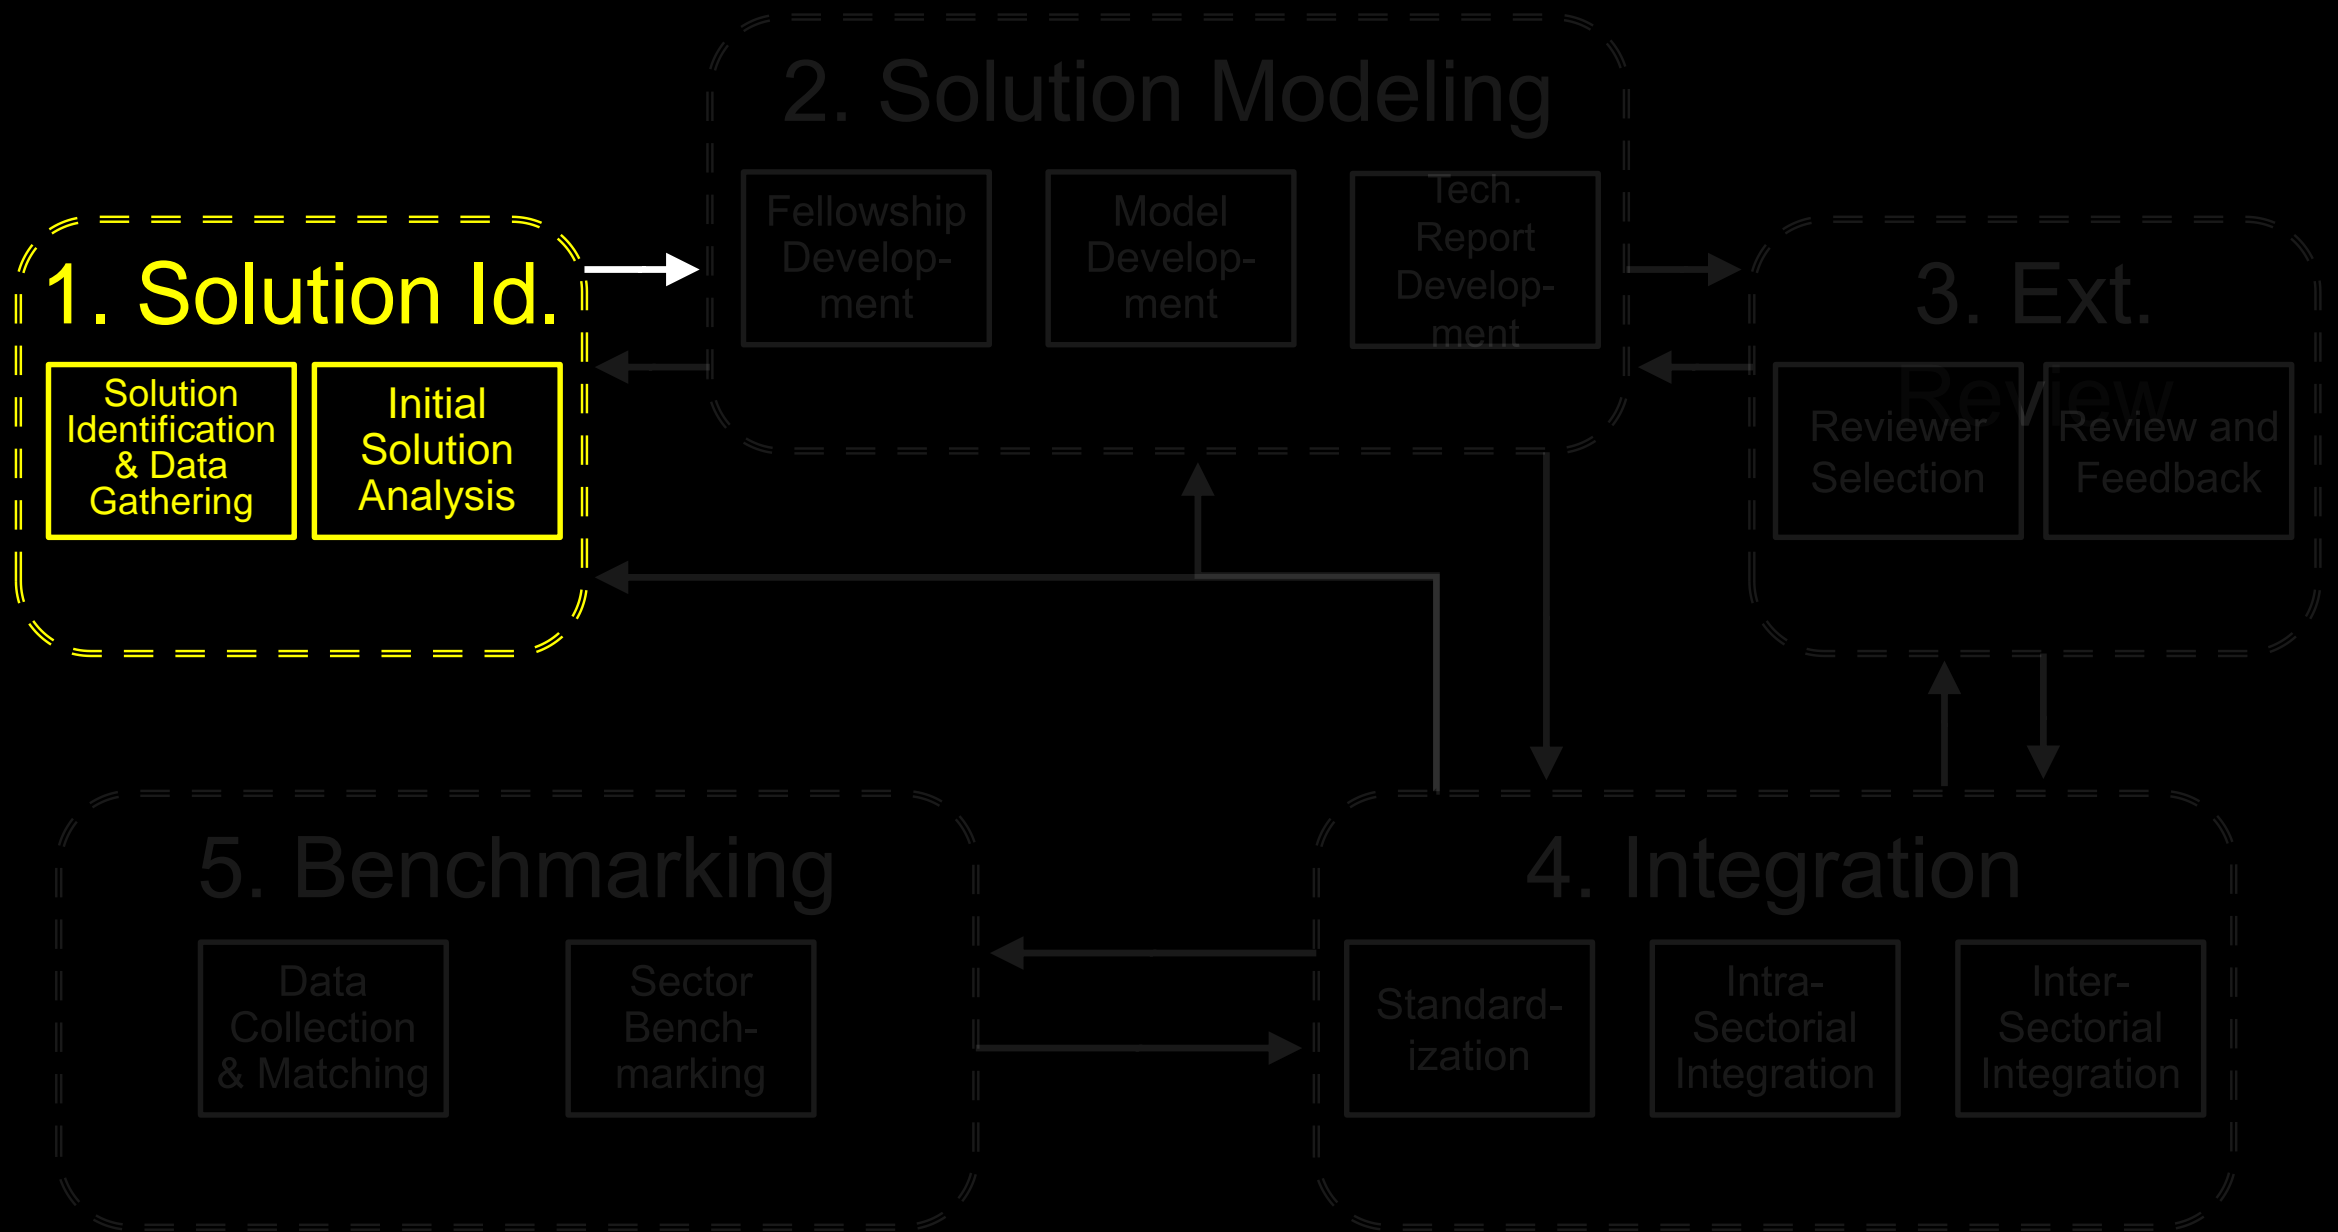 2. Solution Modeling
Fellowship
Develop-
ment
Model
Develop-
ment
Tech.
Report
Develop-
ment
1. Solution Id.
Solution
Identification
& Data
Gathering
Initial
Solution
Analysis
3. Ext.
Review
Reviewer
Selection
Review and
Feedback
5. Benchmarking
Data
Collection
& Matching
Sector
Bench-
marking
4. Integration
Standard-
ization
Intra-
Sectorial
Integration
Inter-
Sectorial
Integration